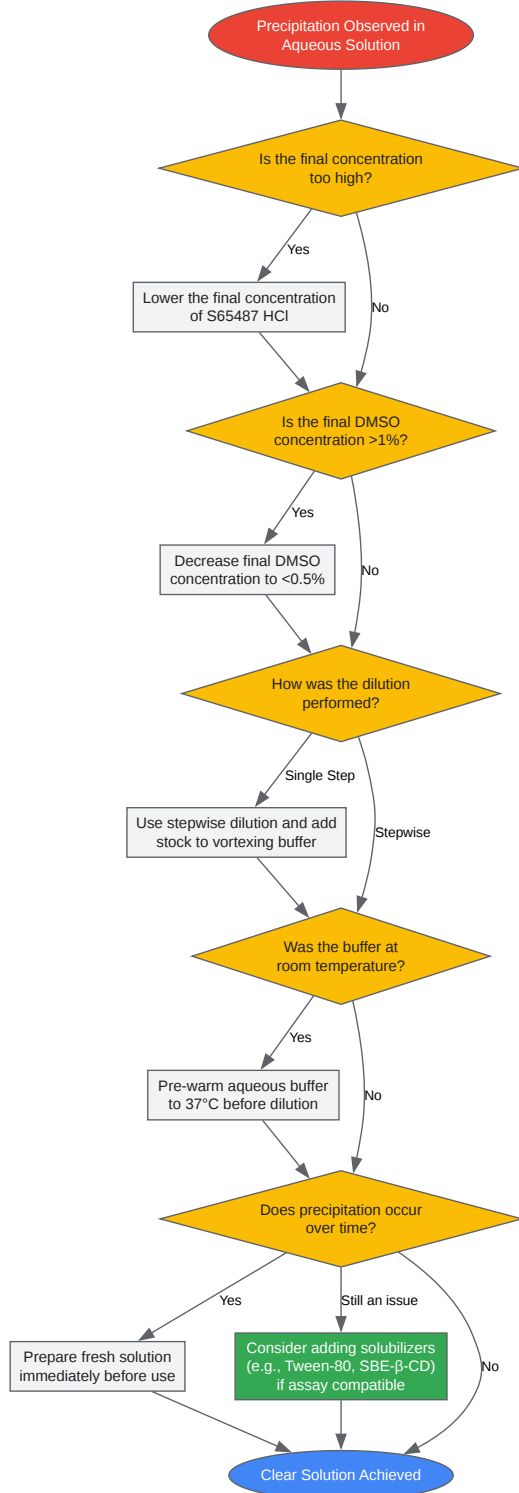 Precipitation Observed in
Aqueous Solution
Is the final concentration
too high?
Yes
Lower the final concentration
of S65487 HCl
No
Is the final DMSO
concentration >1%?
Yes
Decrease final DMSO
concentration to <0.5%
No
How was the dilution
performed?
Single Step
Use stepwise dilution and add
stock to vortexing buffer
Stepwise
Was the buffer at
room temperature?
Yes
Pre-warm aqueous buffer
to 37°C before dilution
No
Does precipitation occur
over time?
Yes
Still an issue
Prepare fresh solution
immediately before use
Consider adding solubilizers
(e.g., Tween-80, SBE-β-CD)
if assay compatible
No
Clear Solution Achieved